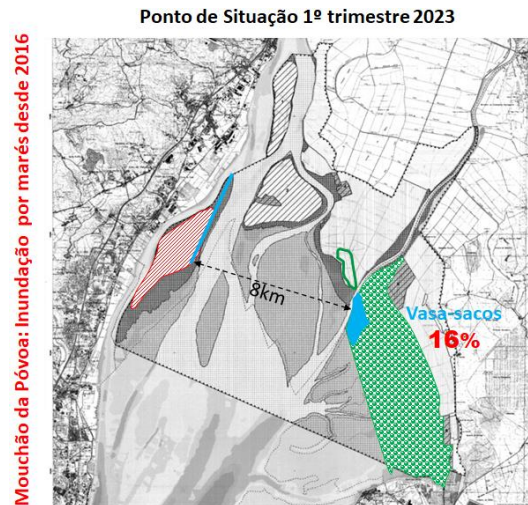 Ponto de Situação 1º trimestre 2023
Mouchão da Póvoa: Inundação por marés desde 2016
8km
Vasa-sacos
16%